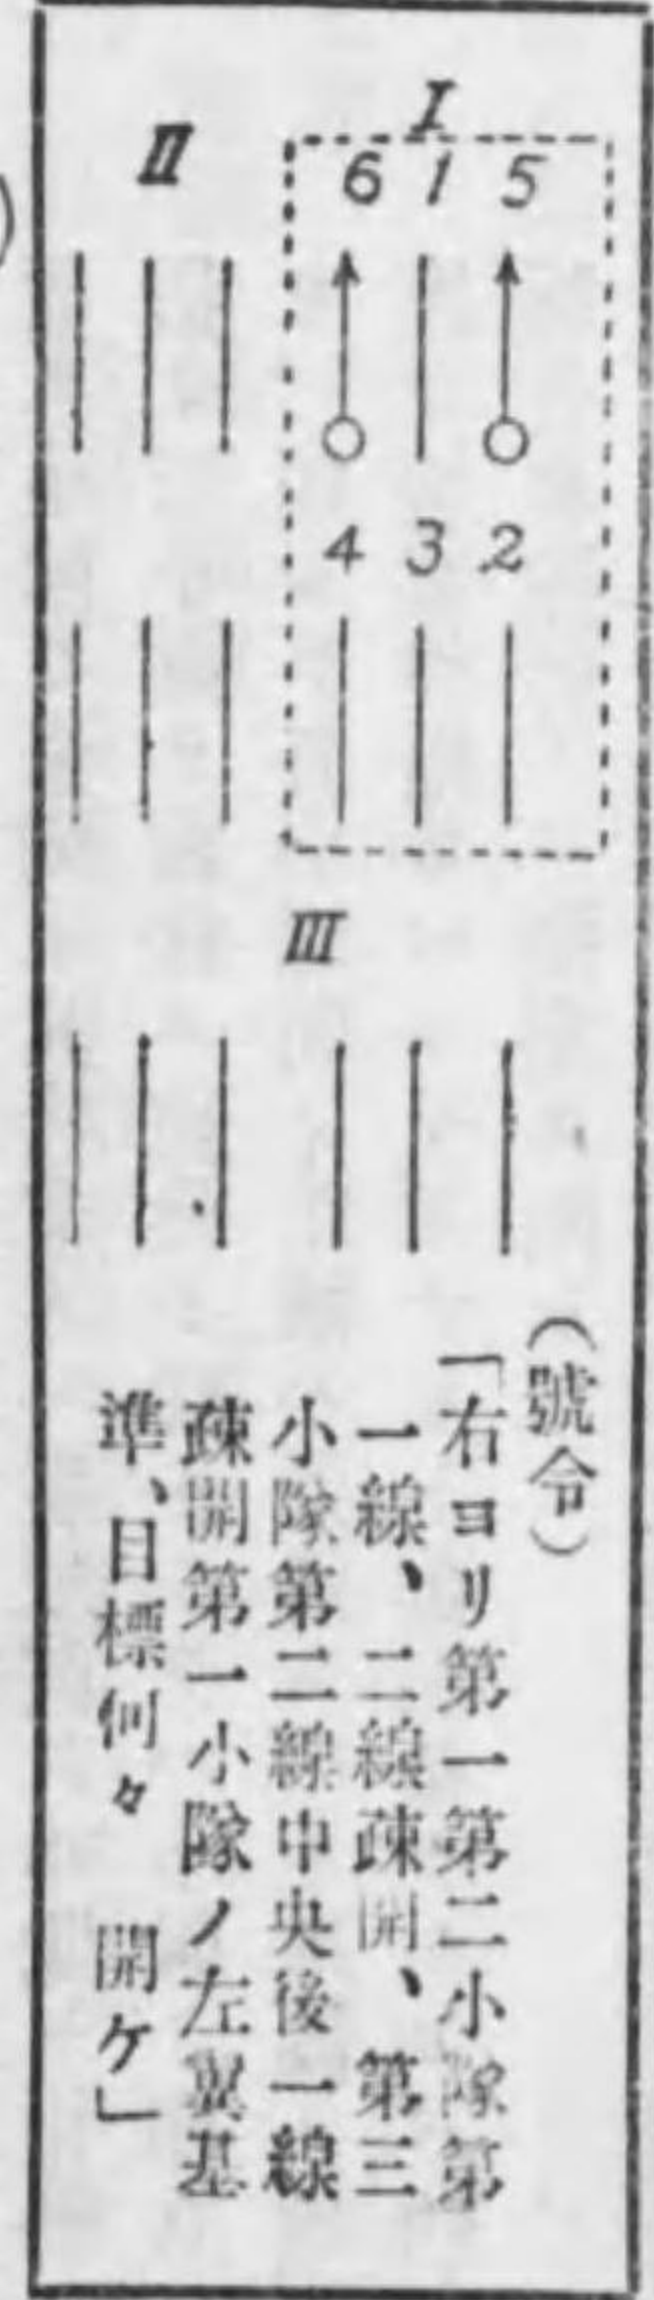 I
II
6 1 5
4 3 2
III
(號令)
「右ヨリ第一第二小隊第
一線、二線疎開、第三
小隊第二線中央後一線
疎開第一小隊ノ左翼基
準、目標何々 開ケ」